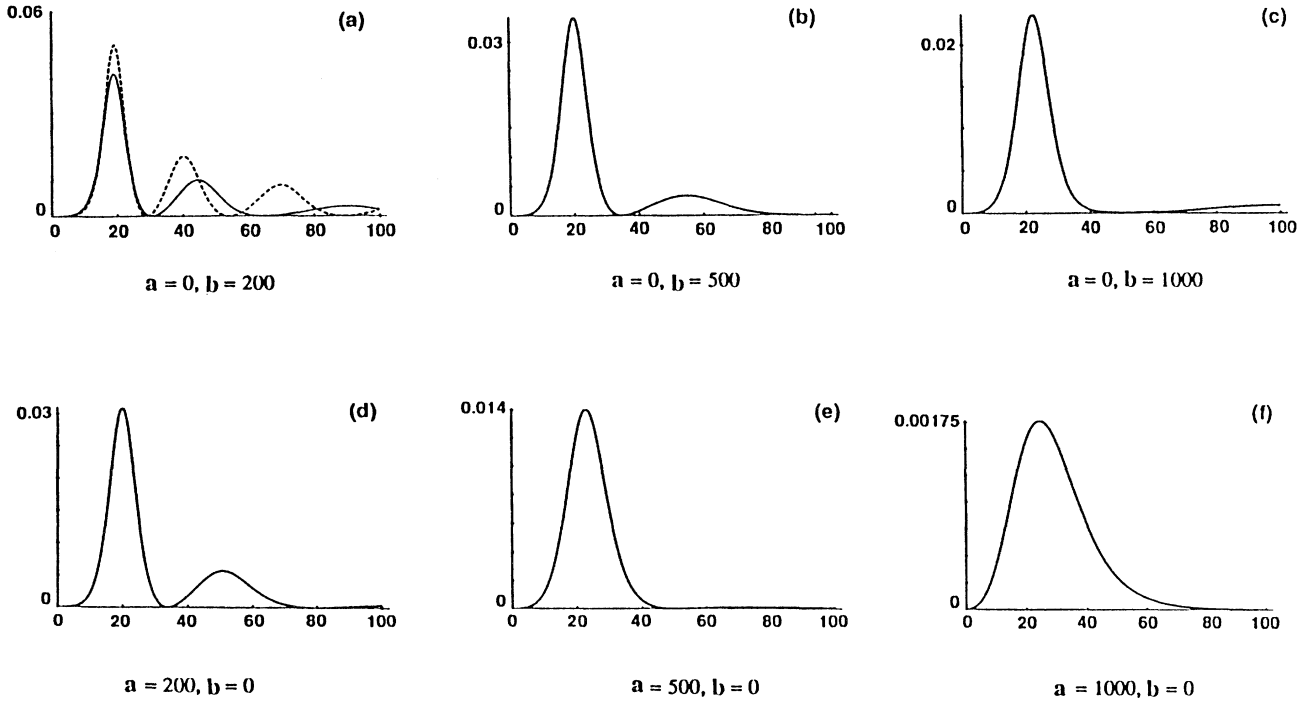 0.06
(a)
0
0 20 40 60 80 100
a = 0, b = 200
(b)
0.03
0
0 20 40 60 80 100
a = 0, b = 500
(c)
0.02
0
0 20 40 60 80 100
a = 0, b = 1000
0.03
(d)
0
0 20 40 60 80 100
a = 200, b = 0
0.014
(e)
0
0 20 40 60 80 100
a = 500, b = 0
(f)
0.00175
0
0 20 40 60 80 100
a = 1000, b = 0